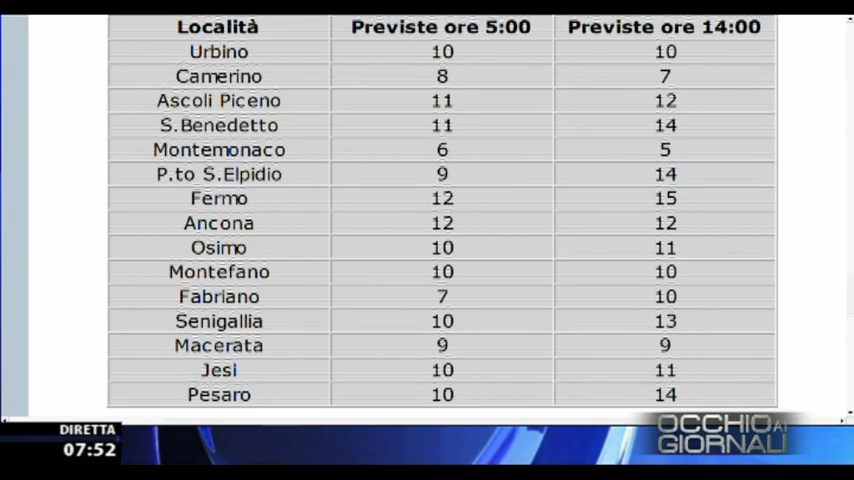 Località Previste ore 5:00 Previste ore 14:00
Urbino 10 10
Camerino 8 7
Ascoli Piceno 11 12
S.Benedetto 11 14
Montemonaco 6 5
P.to S.Elpidio 9 14
Fermo 12 15
Ancona 12 12
Osimo 10 11
Montefano 10 10
Fabriano 7 10
Senigallia 10 13
Macerata 9 9
Jesi 10 11
Pesaro 10 14
DIRETTA
07:52
OCCHIO AI
GIORNALI